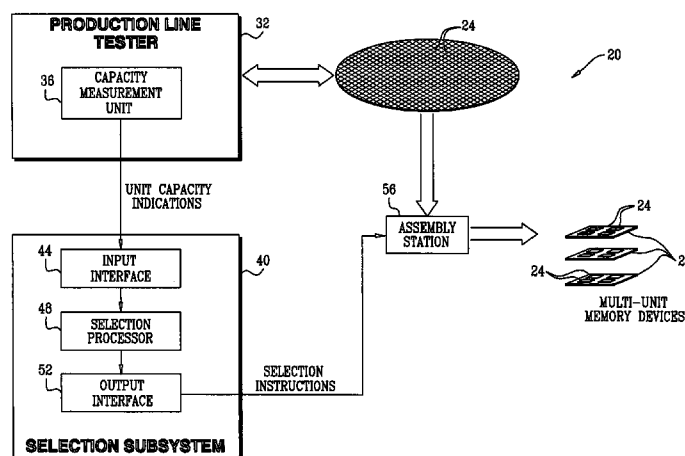 PRODUCTION LINE
TESTER
32
24
20
36
CAPACITY
MEASUREMENT
UNIT
UNIT CAPACITY
INDICATIONS
56
ASSEMBLY
STATION
24
2
24
MULTI-UNIT
MEMORY DEVICES
44
INPUT
INTERFACE
40
48
SELECTION
PROCESSOR
52
OUTPUT
INTERFACE
SELECTION
INSTRUCTIONS
SELECTION SUBSYSTEM